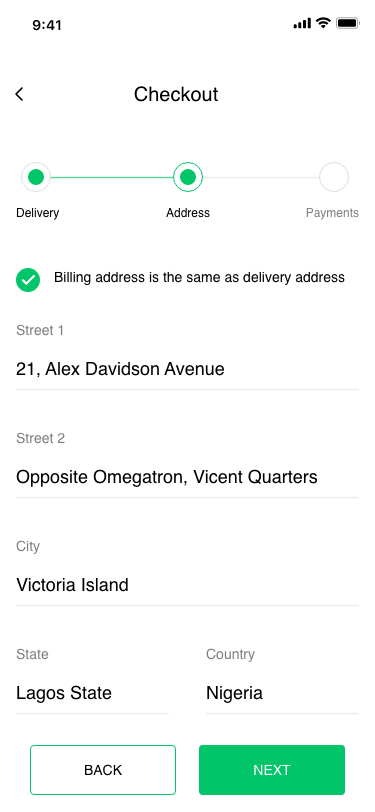 9:41
Checkout
Delivery Address Payments
Billing address is the same as delivery address
Street 1
21, Alex Davidson Avenue
Street 2
Opposite Omegatron, Vicent Quarters
City
Victoria Island
State Country
Lagos State Nigeria
BACK NEXT